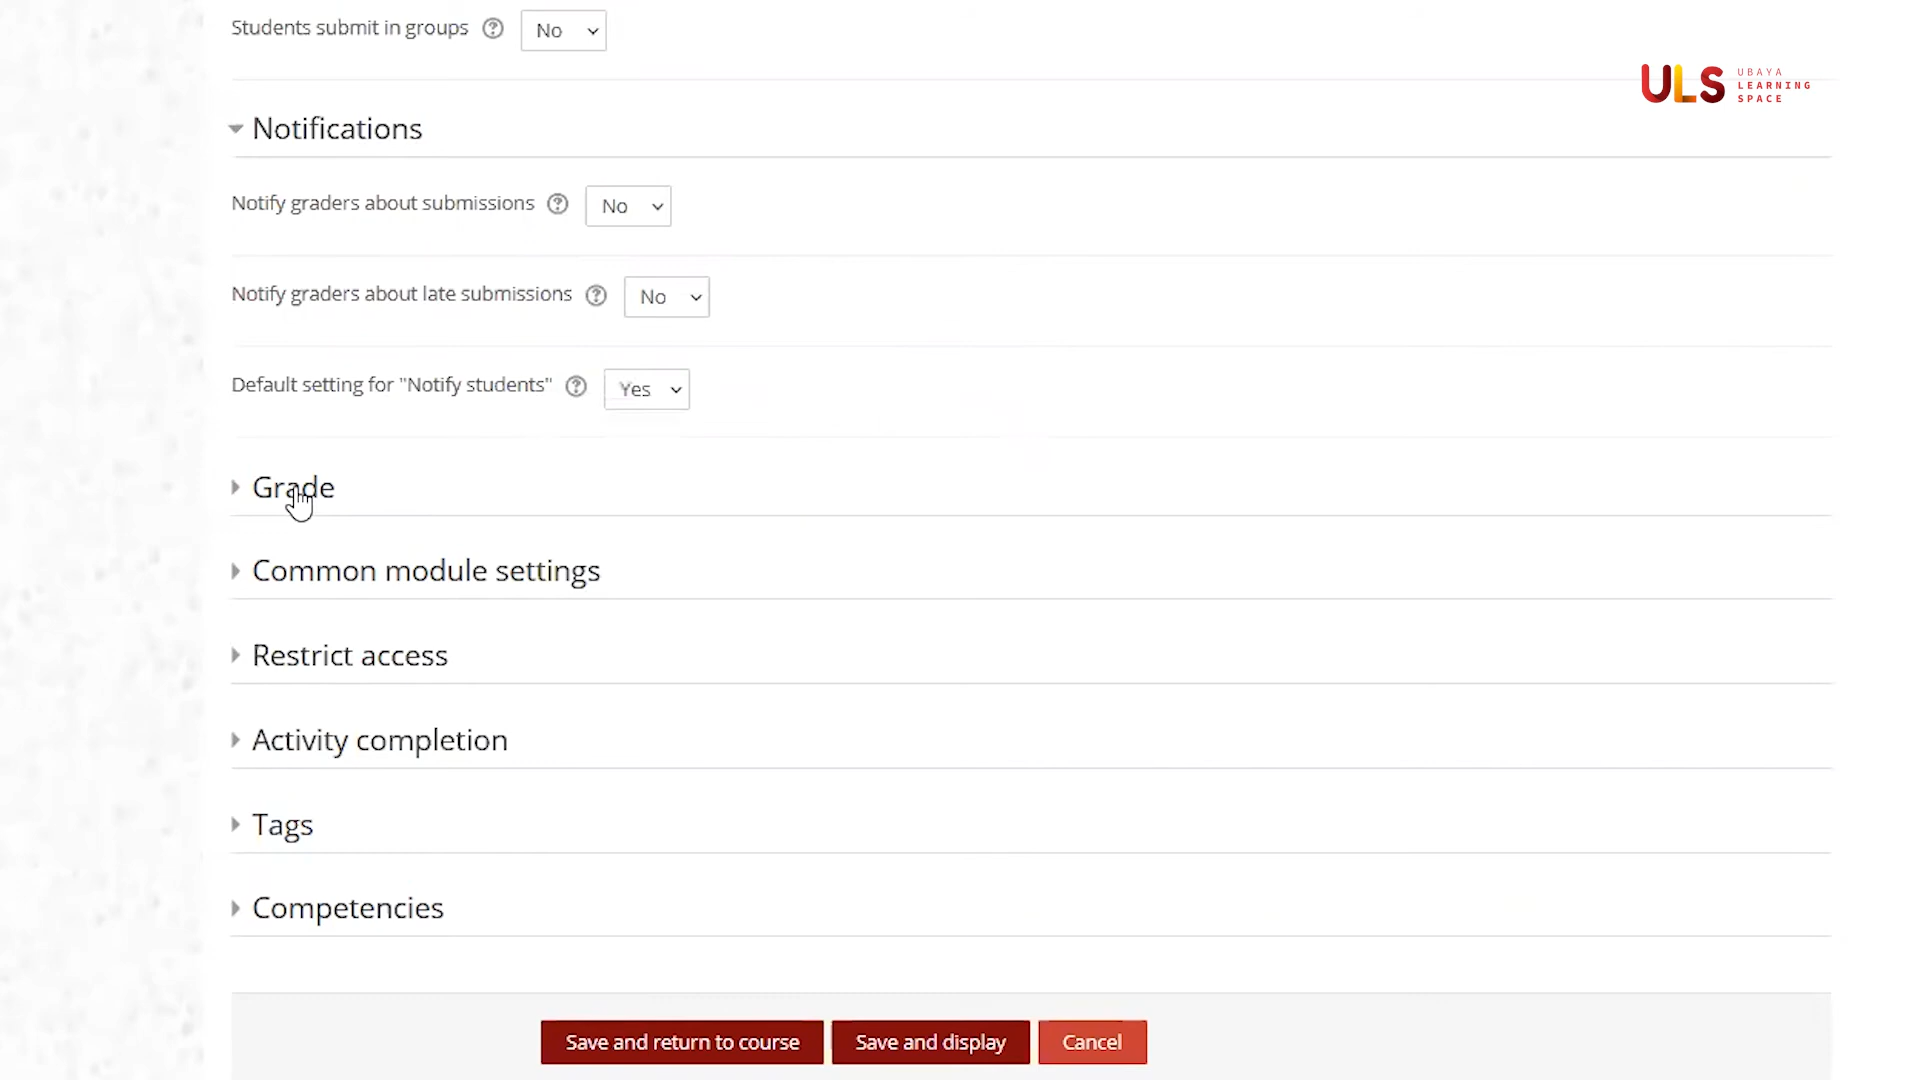 Students submit in groups No
ULS UBAYA
LEARNING
SPACE
Notifications
Notify graders about submissions No
Notify graders about late submissions No
Default setting for "Notify students" Yes
Grade
Common module settings
Restrict access
Activity completion
Tags
Competencies
Save and return to course Save and display Cancel